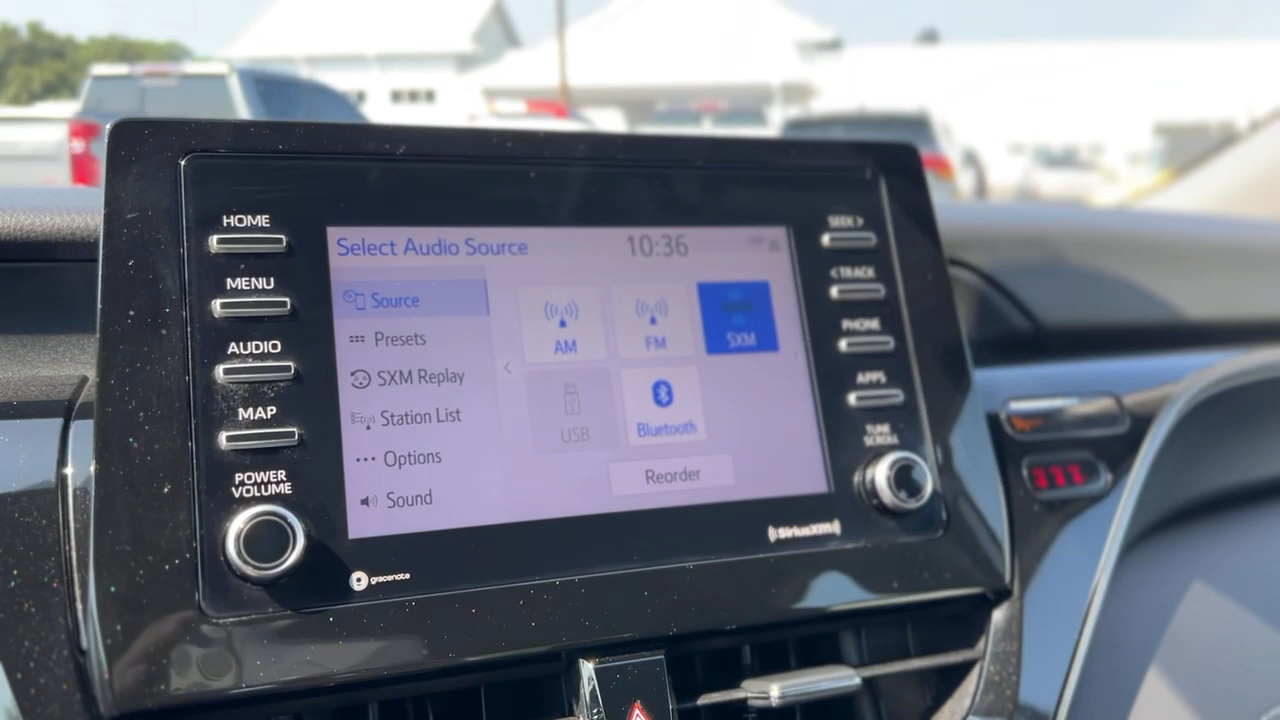 HOME
MENU
AUDIO
MAP
POWER
VOLUME
Select Audio Source
10:36
Source
Presets
SXM Replay
Station List
Options
Sound
AM
FM
SXM
USB
Bluetooth
Reorder
SEEK >
< TRACK
PHONE
APPS
TUNE
SCROLL
gracenote
((SiriusXM))